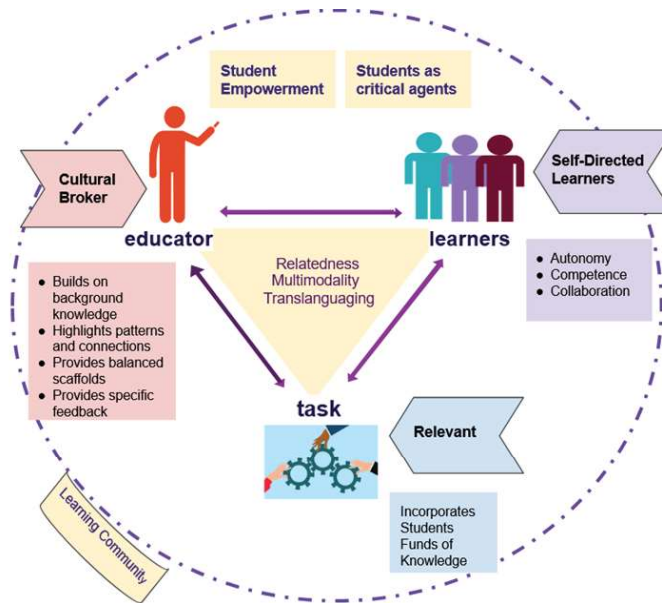 Student
Empowerment
Students as
critical agents
Cultural
Broker
Self-Directed
Learners
educator
learners
Relatedness
Multimodality
Translanguaging
● Autonomy
● Competence
● Collaboration
● Builds on
background
knowledge
● Highlights patterns
and connections
● Provides balanced
scaffolds
● Provides specific
feedback
task
Relevant
Learning Community
Incorporates
Students
Funds of
Knowledge